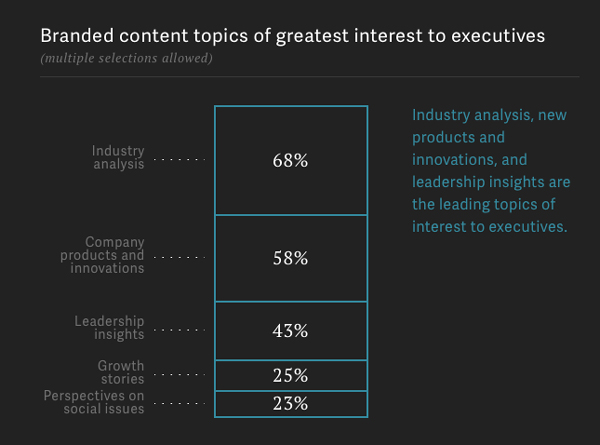 Branded content topics of greatest interest to executives
(multiple selections allowed)
Industry
analysis
68%
Company
products and
innovations
58%
Leadership
insights
43%
Growth
stories
25%
Perspectives on
social issues
23%
Industry analysis, new
products and
innovations, and
leadership insights are
the leading topics of
interest to executives.